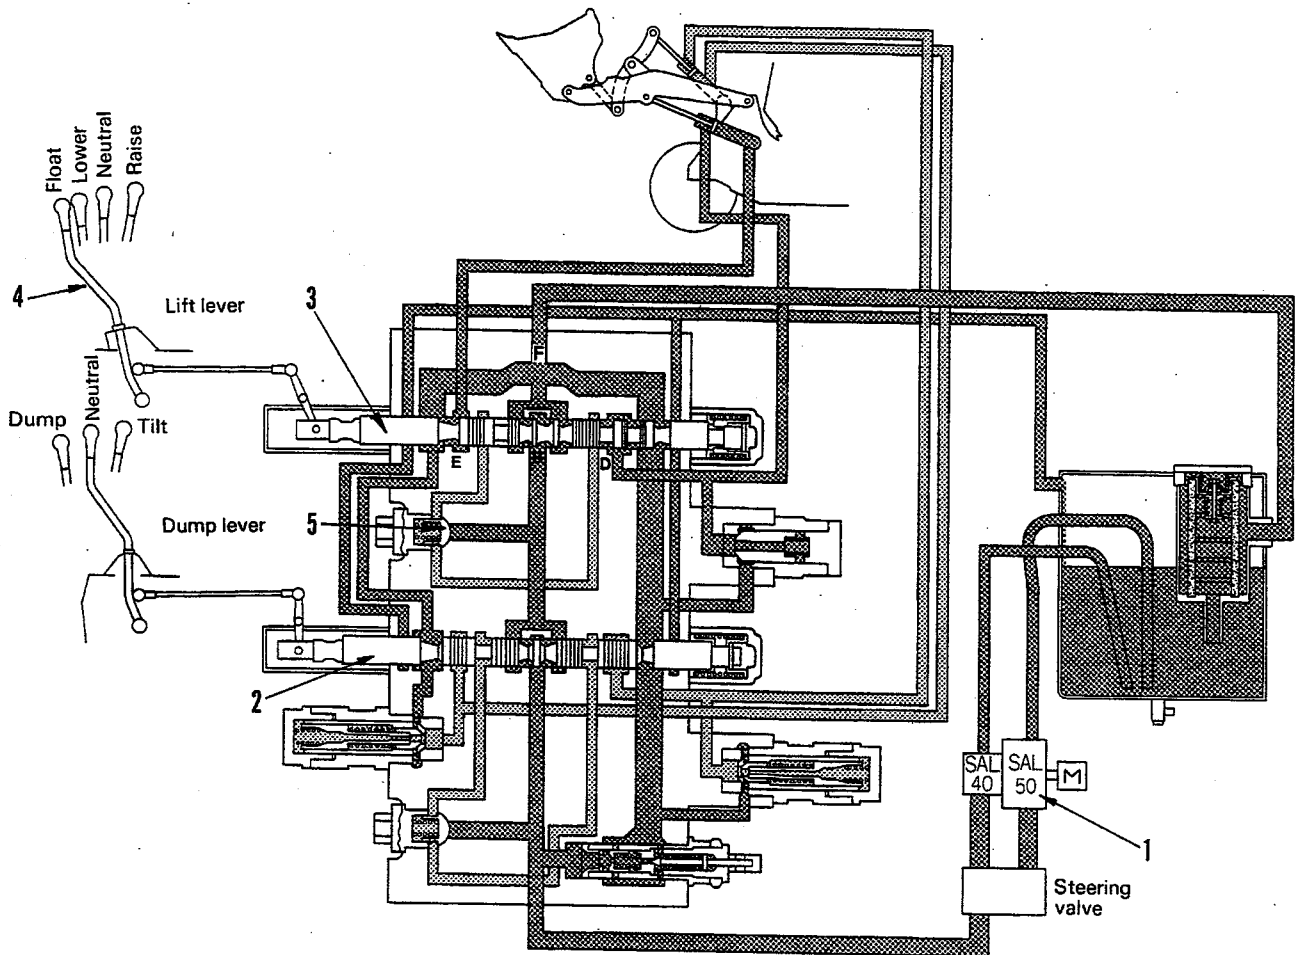 Float
Lower
Neutral
Raise
4
Lift lever
3
F
Dump
Neutral
Tilt
E
D
Dump lever
5
2
SAL
40
SAL
50
M
1
Steering
valve